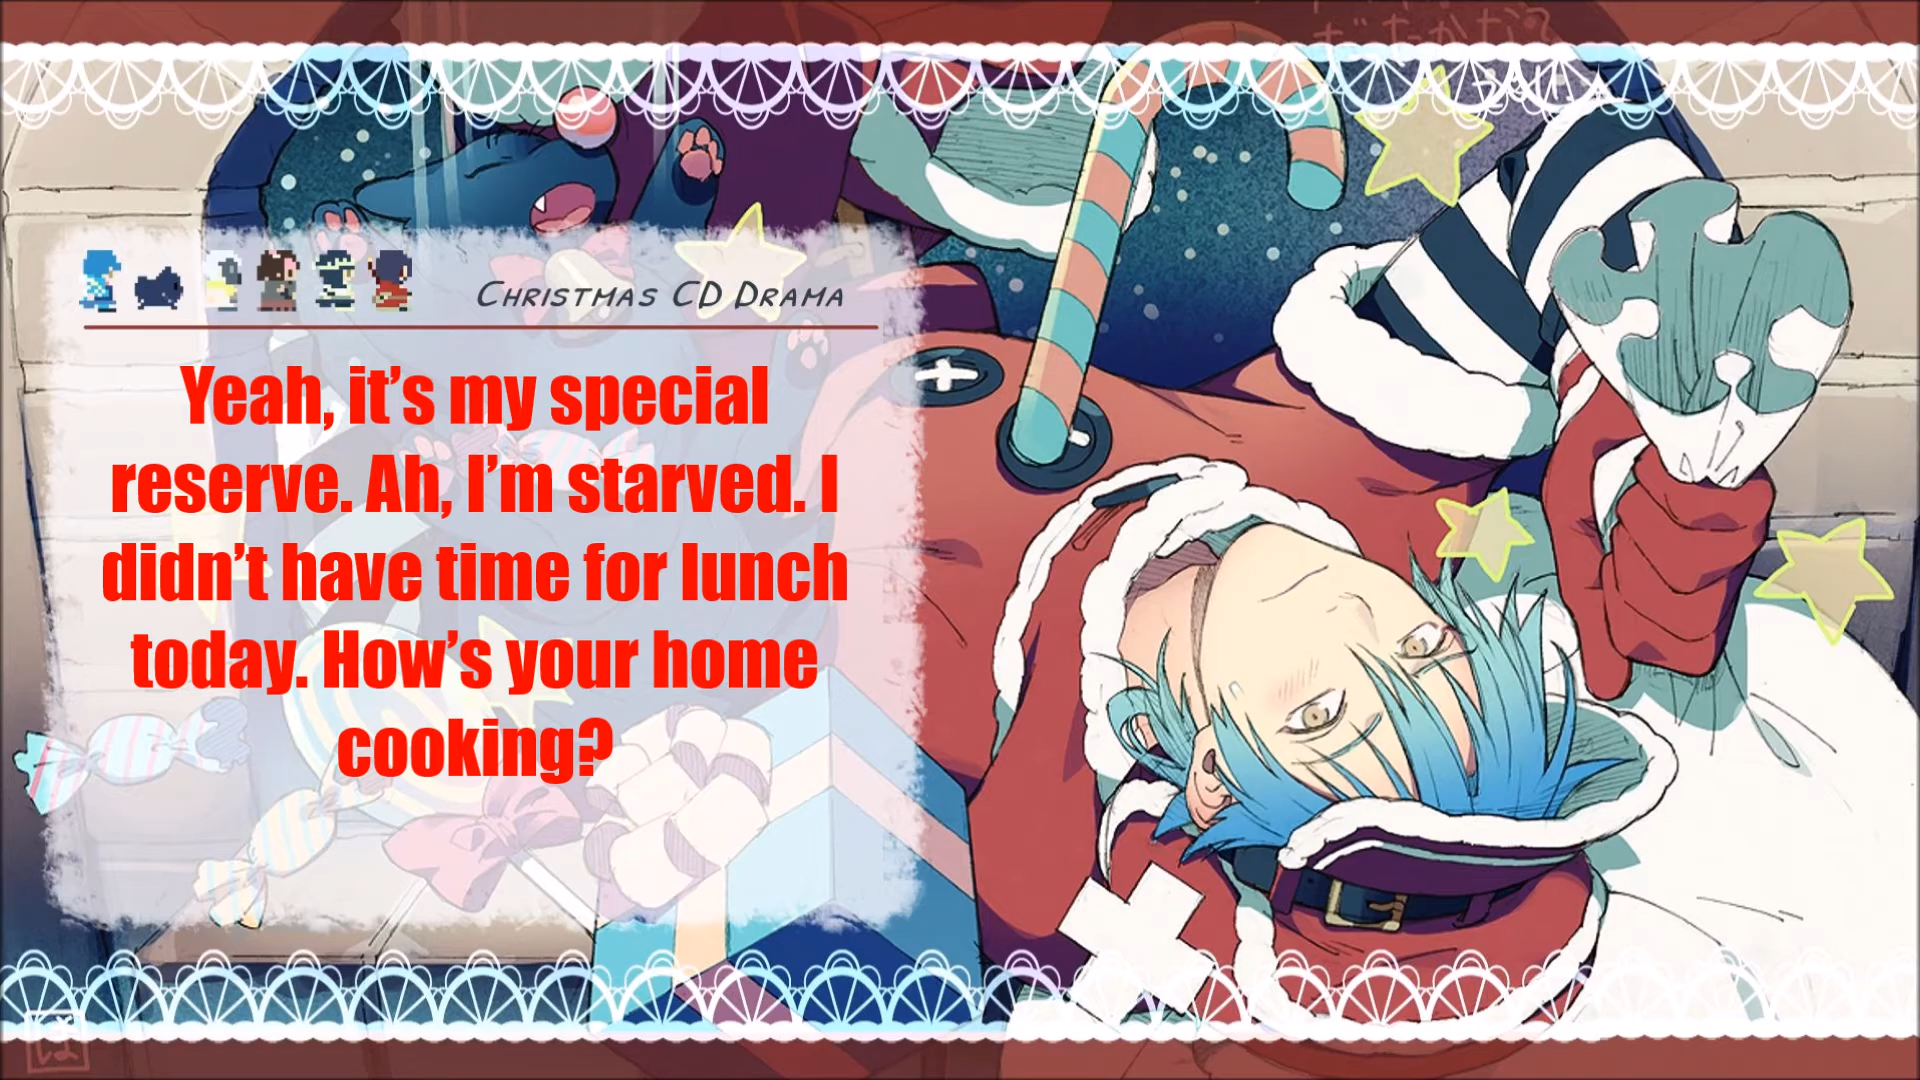 CHRISTMAS CD DRAMA
Yeah, it’s my special
reserve. Ah, I’m starved. I
didn’t have time for lunch
today. How’s your home
cooking?
ぼ